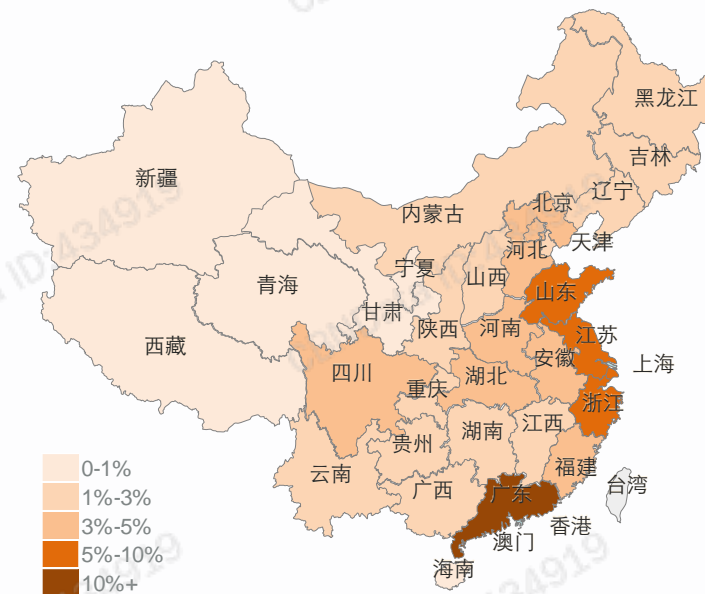 黑龙江
吉林
新疆
辽宁
北京
内蒙古
天津
河北
宁夏
山西
青海
山东
甘肃
陕西
河南
江苏
西藏
安徽
上海
四川
湖北
重庆
浙江
江西
湖南
贵州
福建
云南
台湾
广西
广东
香港
澳门
海南
0-1%
1%-3%
3%-5%
5%-10%
10%+
ID:434919